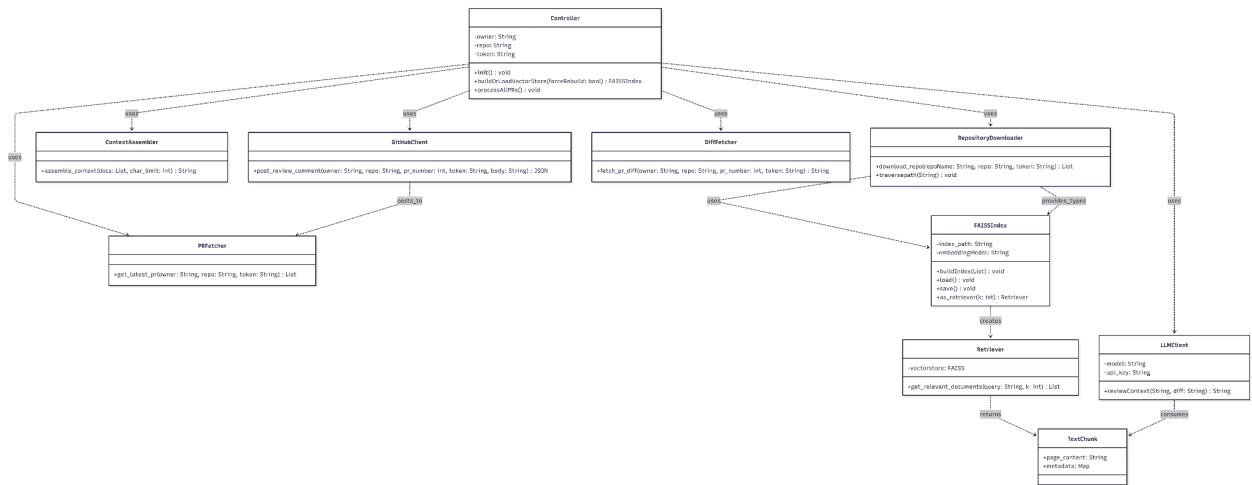 Controller
-owner: String
-repo: String
-token: String
+init() : void
+buildOrLoadVectorStore(forceRebuild: bool) : FAISSIndex
+processAllPRs() : void
uses
uses
uses
uses
uses
uses
uses
ContextAssembler
+assemble_context(docs: List, char_limit: int) : String
GitHubClient
+post_review_comment(owner: String, repo: String, pr_number: int, token: String, body: String) : JSON
DiffFetcher
+fetch_pr_diff(owner: String, repo: String, pr_number: int, token: String) : String
RepositoryDownloader
+download_repo(repoName: String, repo: String, token: String) : List
+traversepath(String) : void
posts_to
provides_types
PRFetcher
+get_latest_pr(owner: String, repo: String, token: String) : List
FAISSIndex
-index_path: String
-embeddingModel: String
+buildIndex(List) : void
+load() : void
+save() : void
+as_retriever(k: int) : Retriever
creates
Retriever
-vectorstore: FAISS
+get_relevant_documents(query: String, k: int) : List
LLMClient
-model: String
-api_key: String
+reviewContext(String, diff: String) : String
returns
consumes
TextChunk
+page_content: String
+metadata: Map